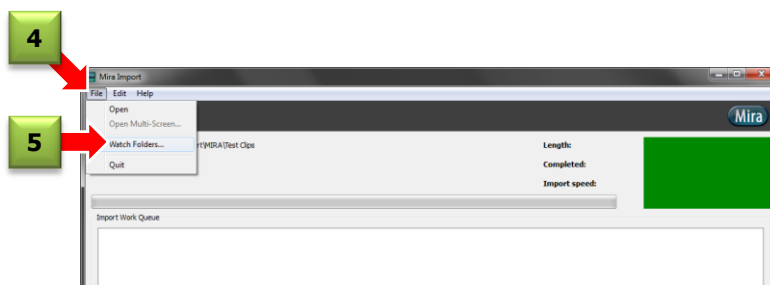 4
Mira Import
File Edit Help
Open
Open Multi-Screen...
Mira
5
Watch Folders...
rt\MIRA\Test Clips
Length:
Quit
Completed:
Import speed:
Import Work Queue